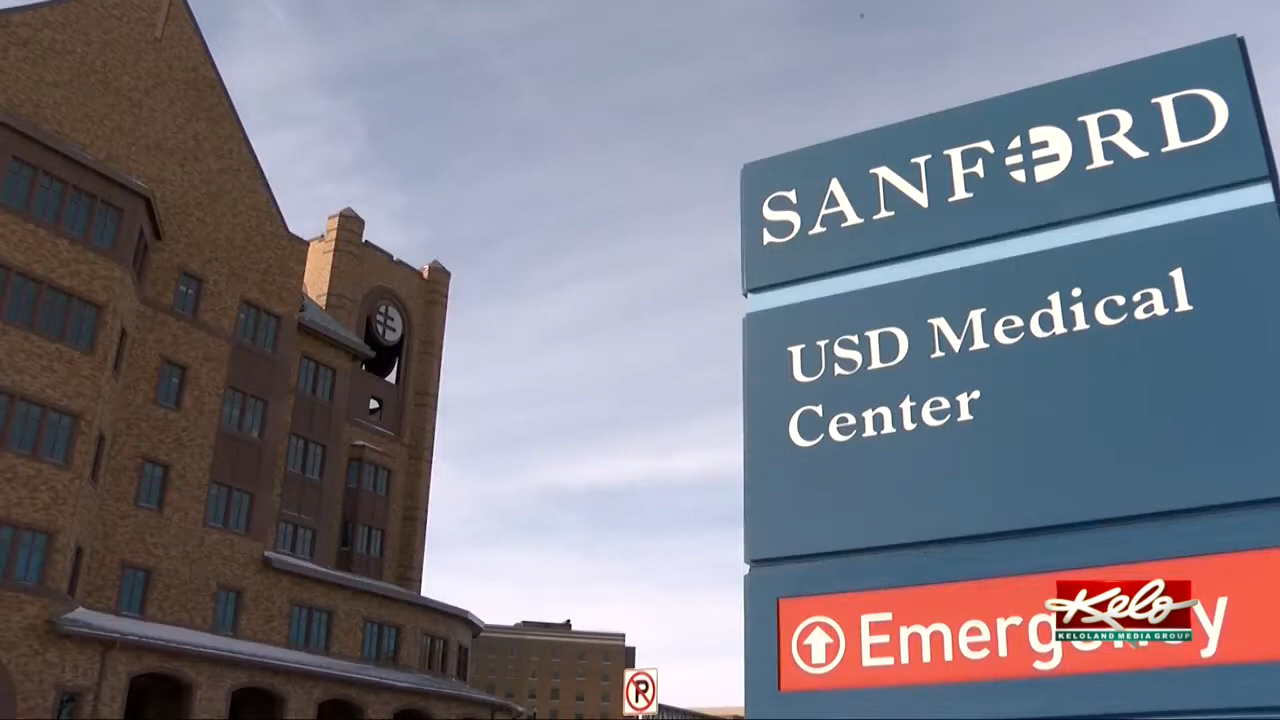 SANFORD
USD Medical
Center
Emergency
Kelo
KELOLAND MEDIA GROUP
P